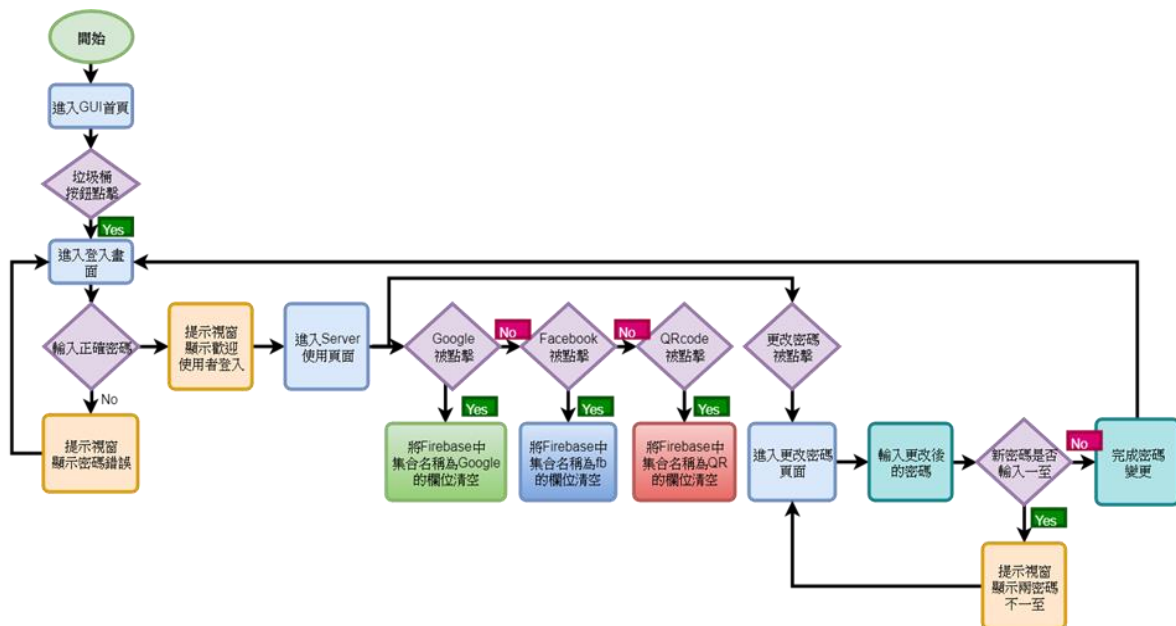 開始
進入GUI首頁
垃圾桶
按鈕點擊
Yes
進入登入畫
面
輸入正確密碼
No
提示視窗
顯示密碼錯誤
提示視窗
顯示歡迎
使用者登入
進入Server
使用頁面
Google
被點擊
No
Facebook
被點擊
No
QRcode
被點擊
更改密碼
被點擊
Yes
Yes
Yes
將Firebase中
集合名稱為Google
的欄位清空
將Firebase中
集合名稱為fb
的欄位清空
將Firebase中
集合名稱為QR
的欄位清空
進入更改密碼
頁面
輸入更改後
的密碼
新密碼是否
輸入一至
No
完成密碼
變更
Yes
提示視窗
顯示兩密碼
不一至